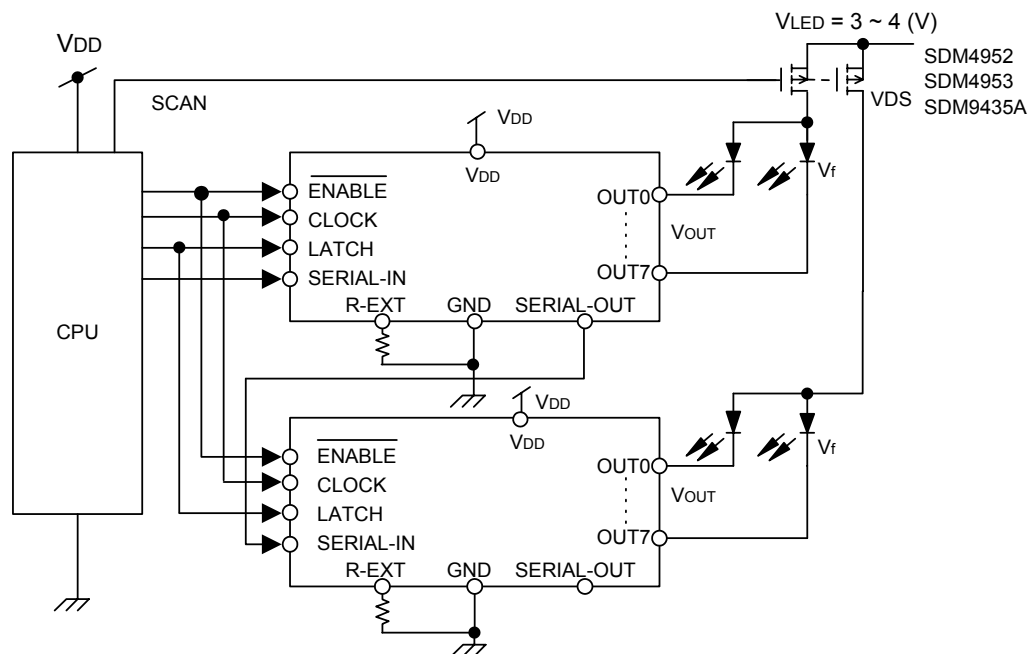 VLED = 3 ~ 4 (V)
VDD
SDM4952
SDM4953
SDM9435A
SCAN
VDS
VDD
VDD
ENABLE
CLOCK
LATCH
SERIAL-IN
OUT0
OUT7
Vf
VOUT
R-EXT
GND
SERIAL-OUT
CPU
VDD
VDD
ENABLE
CLOCK
LATCH
SERIAL-IN
OUT0
OUT7
Vf
VOUT
R-EXT
GND
SERIAL-OUT